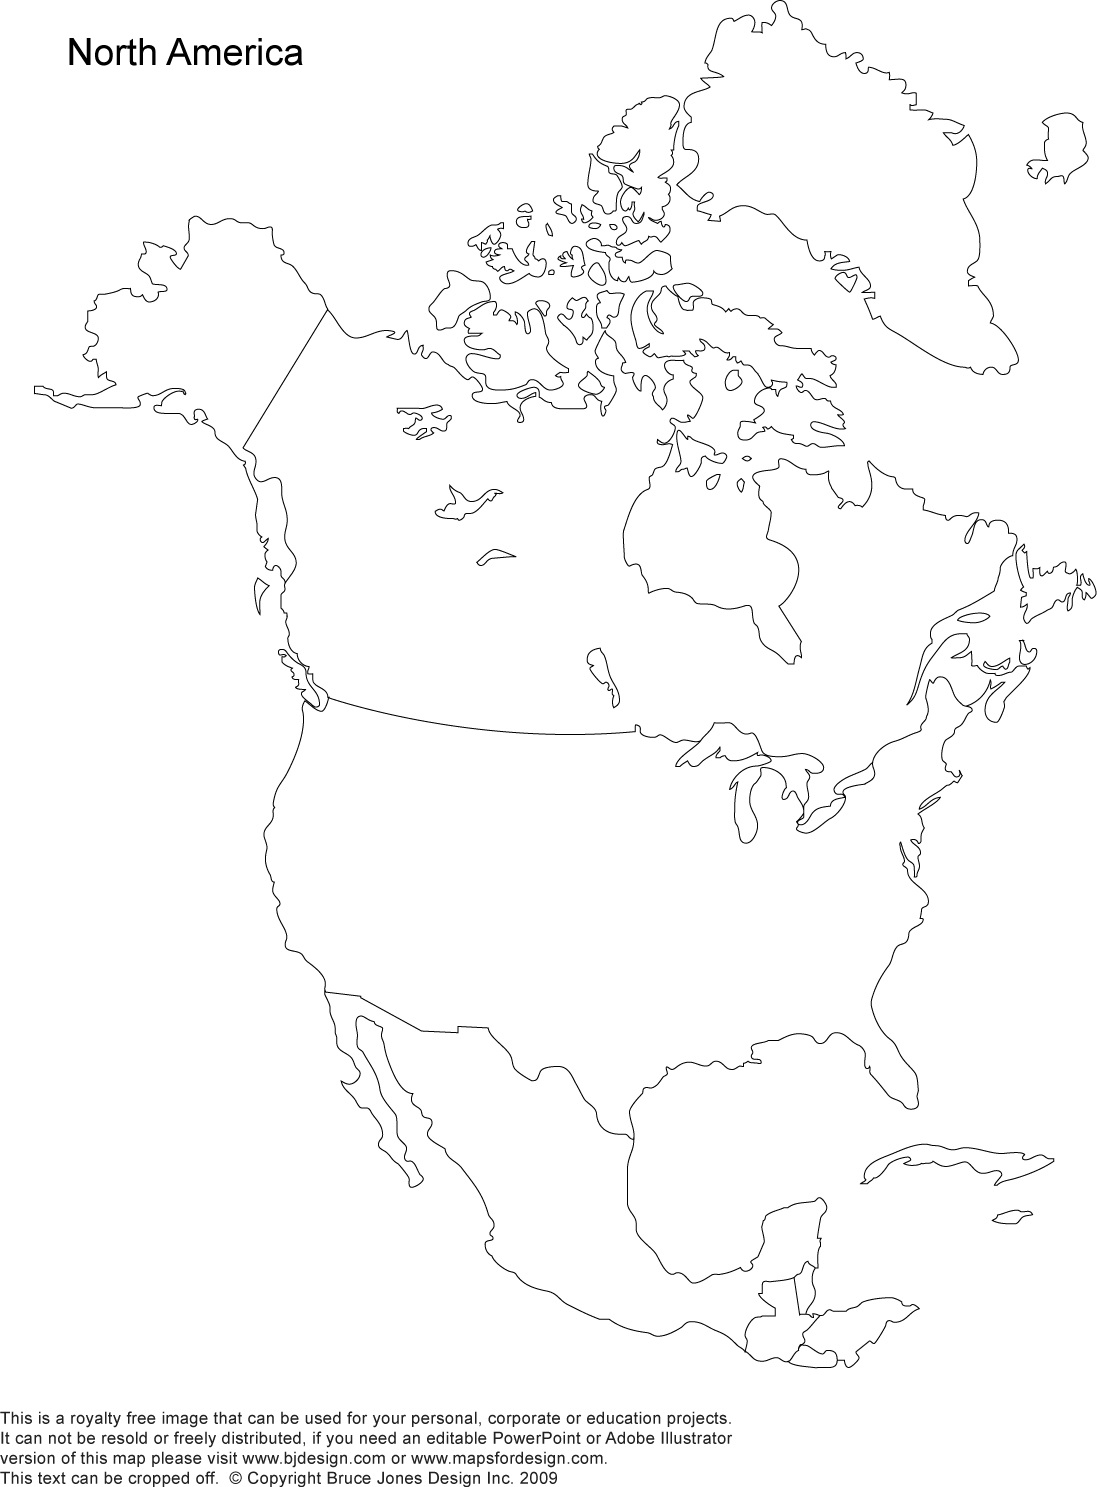 North America
This is a royalty free image that can be used for your personal, corporate or education projects.
It can not be resold or freely distributed, if you need an editable PowerPoint or Adobe Illustrator
version of this map please visit www.bjdesign.com or www.mapsfordesign.com.
This text can be cropped off.  © Copyright Bruce Jones Design Inc. 2009